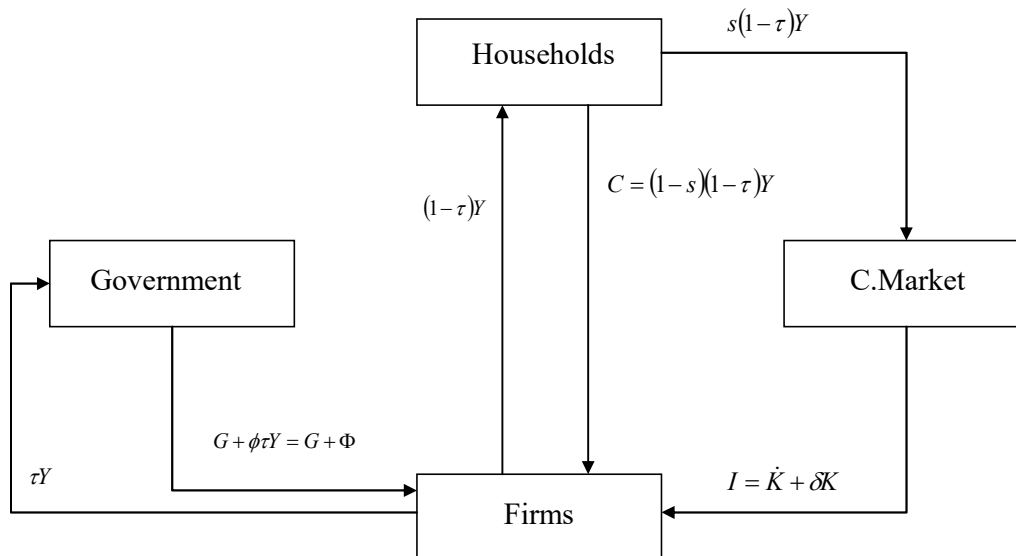 s(1−τ)Y
Households
C = (1−s)(1−τ)Y
(1−τ)Y
Government
C.Market
G + ϕτY = G + Φ
τY
I = K̇ + δK
Firms